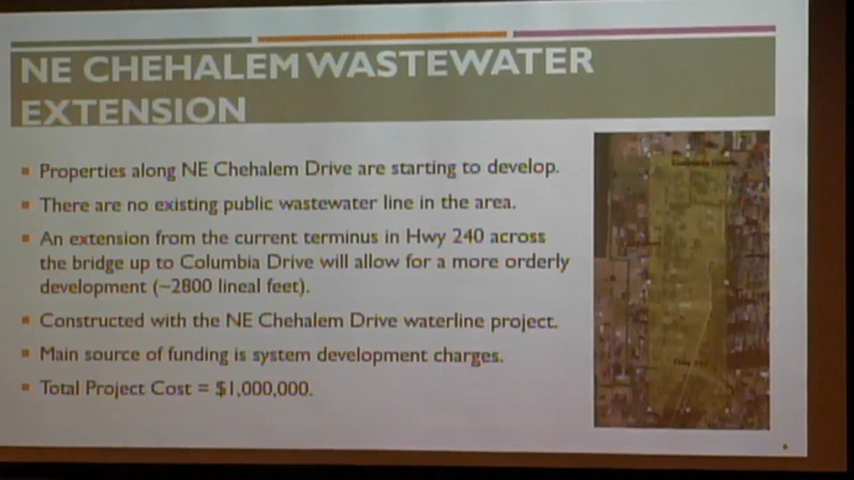 NE CHEHALEM WASTEWATER
EXTENSION
Properties along NE Chehalem Drive are starting to develop.
There are no existing public wastewater line in the area.
An extension from the current terminus in Hwy 240 across
the bridge up to Columbia Drive will allow for a more orderly
development (~2800 lineal feet).
Constructed with the NE Chehalem Drive waterline project.
Main source of funding is system development charges.
Total Project Cost = $1,000,000.